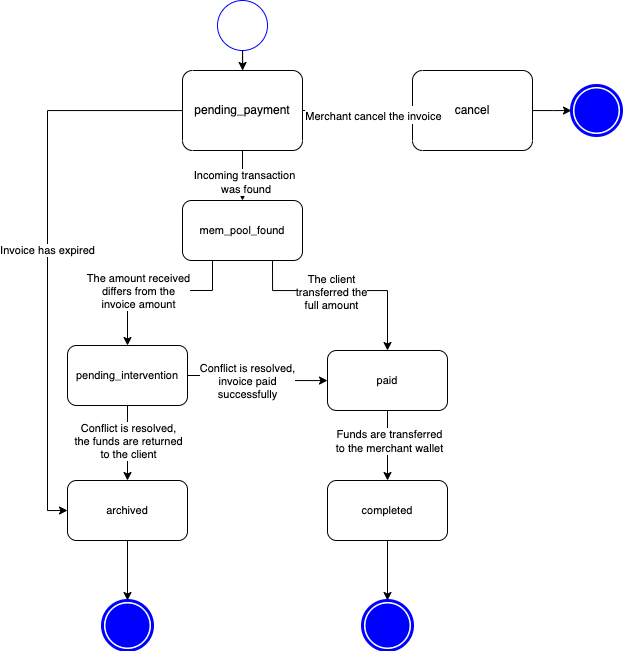 pending_payment
Merchant cancel the invoice
cancel
Incoming transaction
was found
mem_pool_found
Invoice has expired
The amount received
differs from the
invoice amount
The client
transferred the
full amount
pending_intervention
Conflict is resolved,
invoice paid
successfully
paid
Conflict is resolved,
the funds are returned
to the client
Funds are transferred
to the merchant wallet
archived
completed